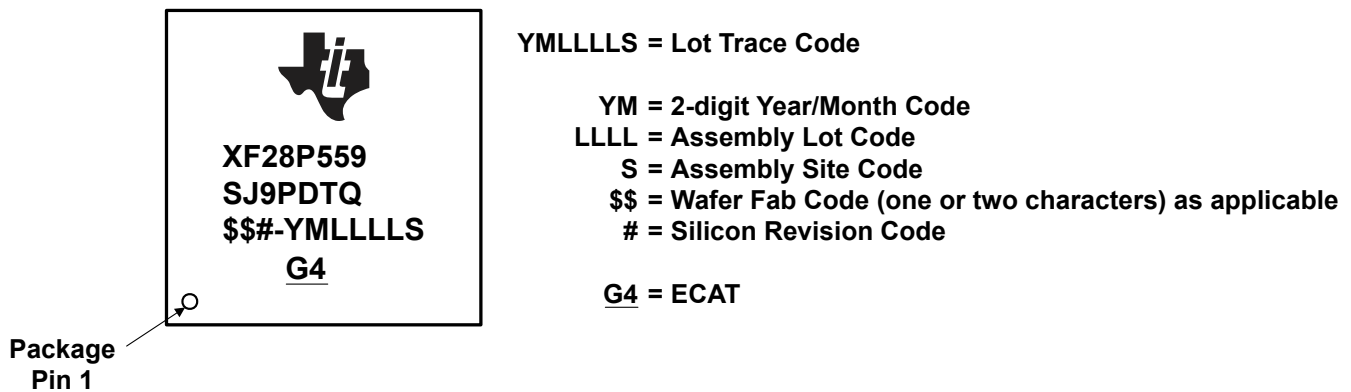 XF28P559
SJ9PDTQ
$$#-YMLLLLS
G4
Package
Pin 1
YMLLLLS = Lot Trace Code
YM = 2-digit Year/Month Code
LLLL = Assembly Lot Code
S = Assembly Site Code
$$ = Wafer Fab Code (one or two characters) as applicable
# = Silicon Revision Code
G4 = ECAT